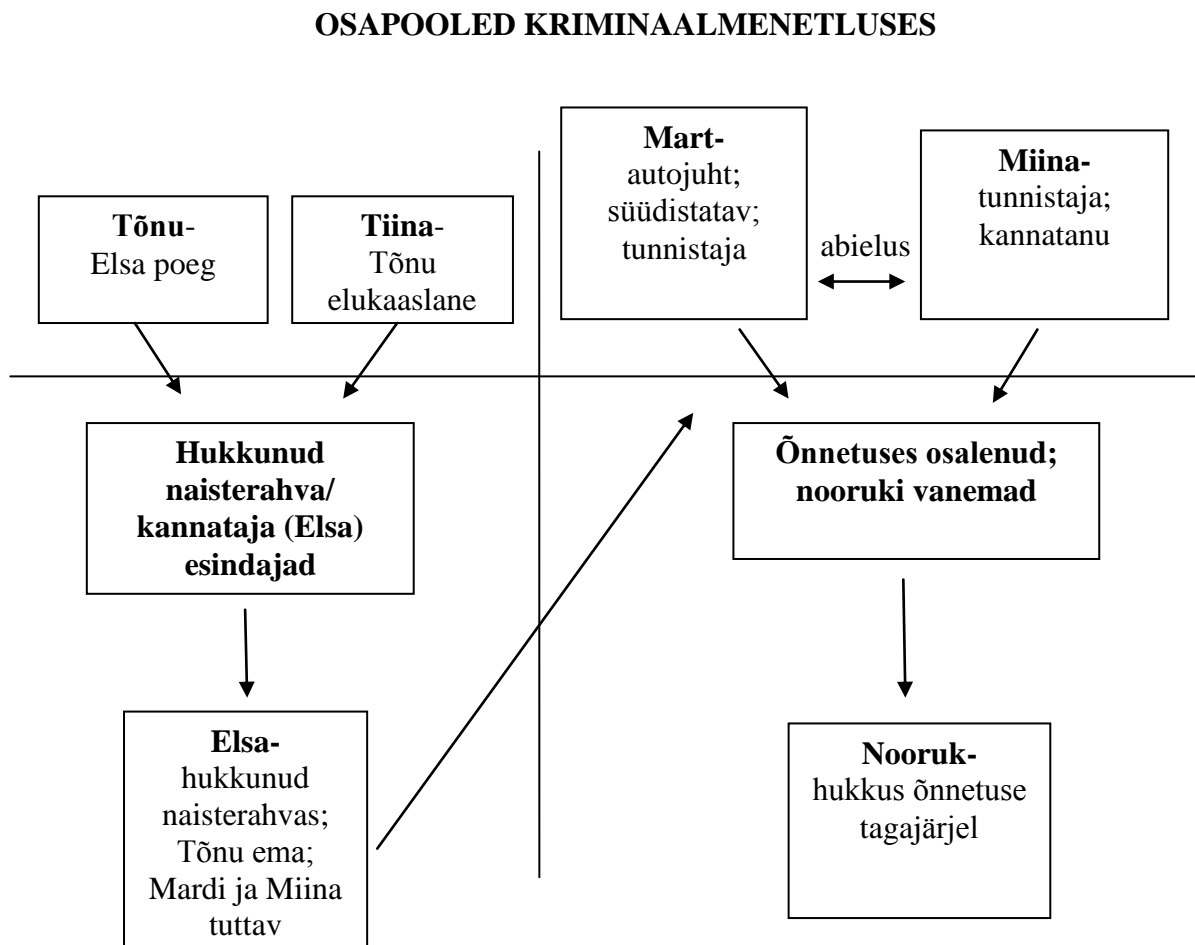 OSAPOOLED KRIMINAALMENETLUSES
Tõnu-
Elsa poeg
Tiina-
Tõnu
elukaaslane
Mart-
autojuht;
süüdistatav;
tunnistaja
abielus
Miina-
tunnistaja;
kannatanu
Hukkunud
naisterahva/
kannataja (Elsa)
esindajad
Õnnetuses osalenud;
nooruki vanemad
Elsa-
hukkunud
naisterahvas;
Tõnu ema;
Mardi ja Miina
tuttav
Nooruk-
hukkus õnnetuse
tagajärjel